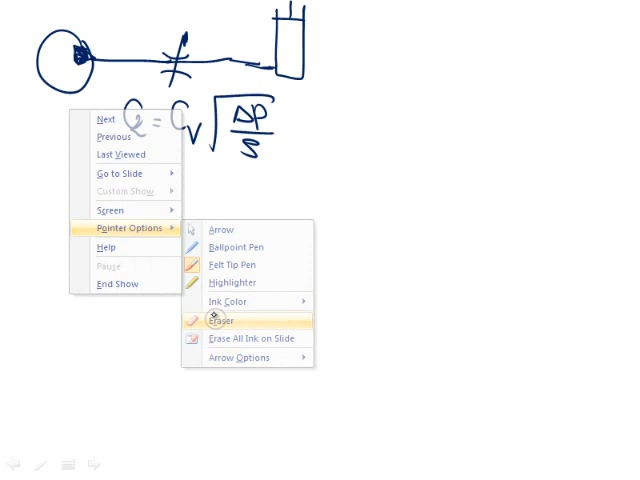 Q = Cv √ΔP/S
Next
Previous
Last Viewed
Go to Slide
Custom Show
Screen
Pointer Options
Help
Pause
End Show
Arrow
Ballpoint Pen
Felt Tip Pen
Highlighter
Ink Color
Eraser
Erase All Ink on Slide
Arrow Options